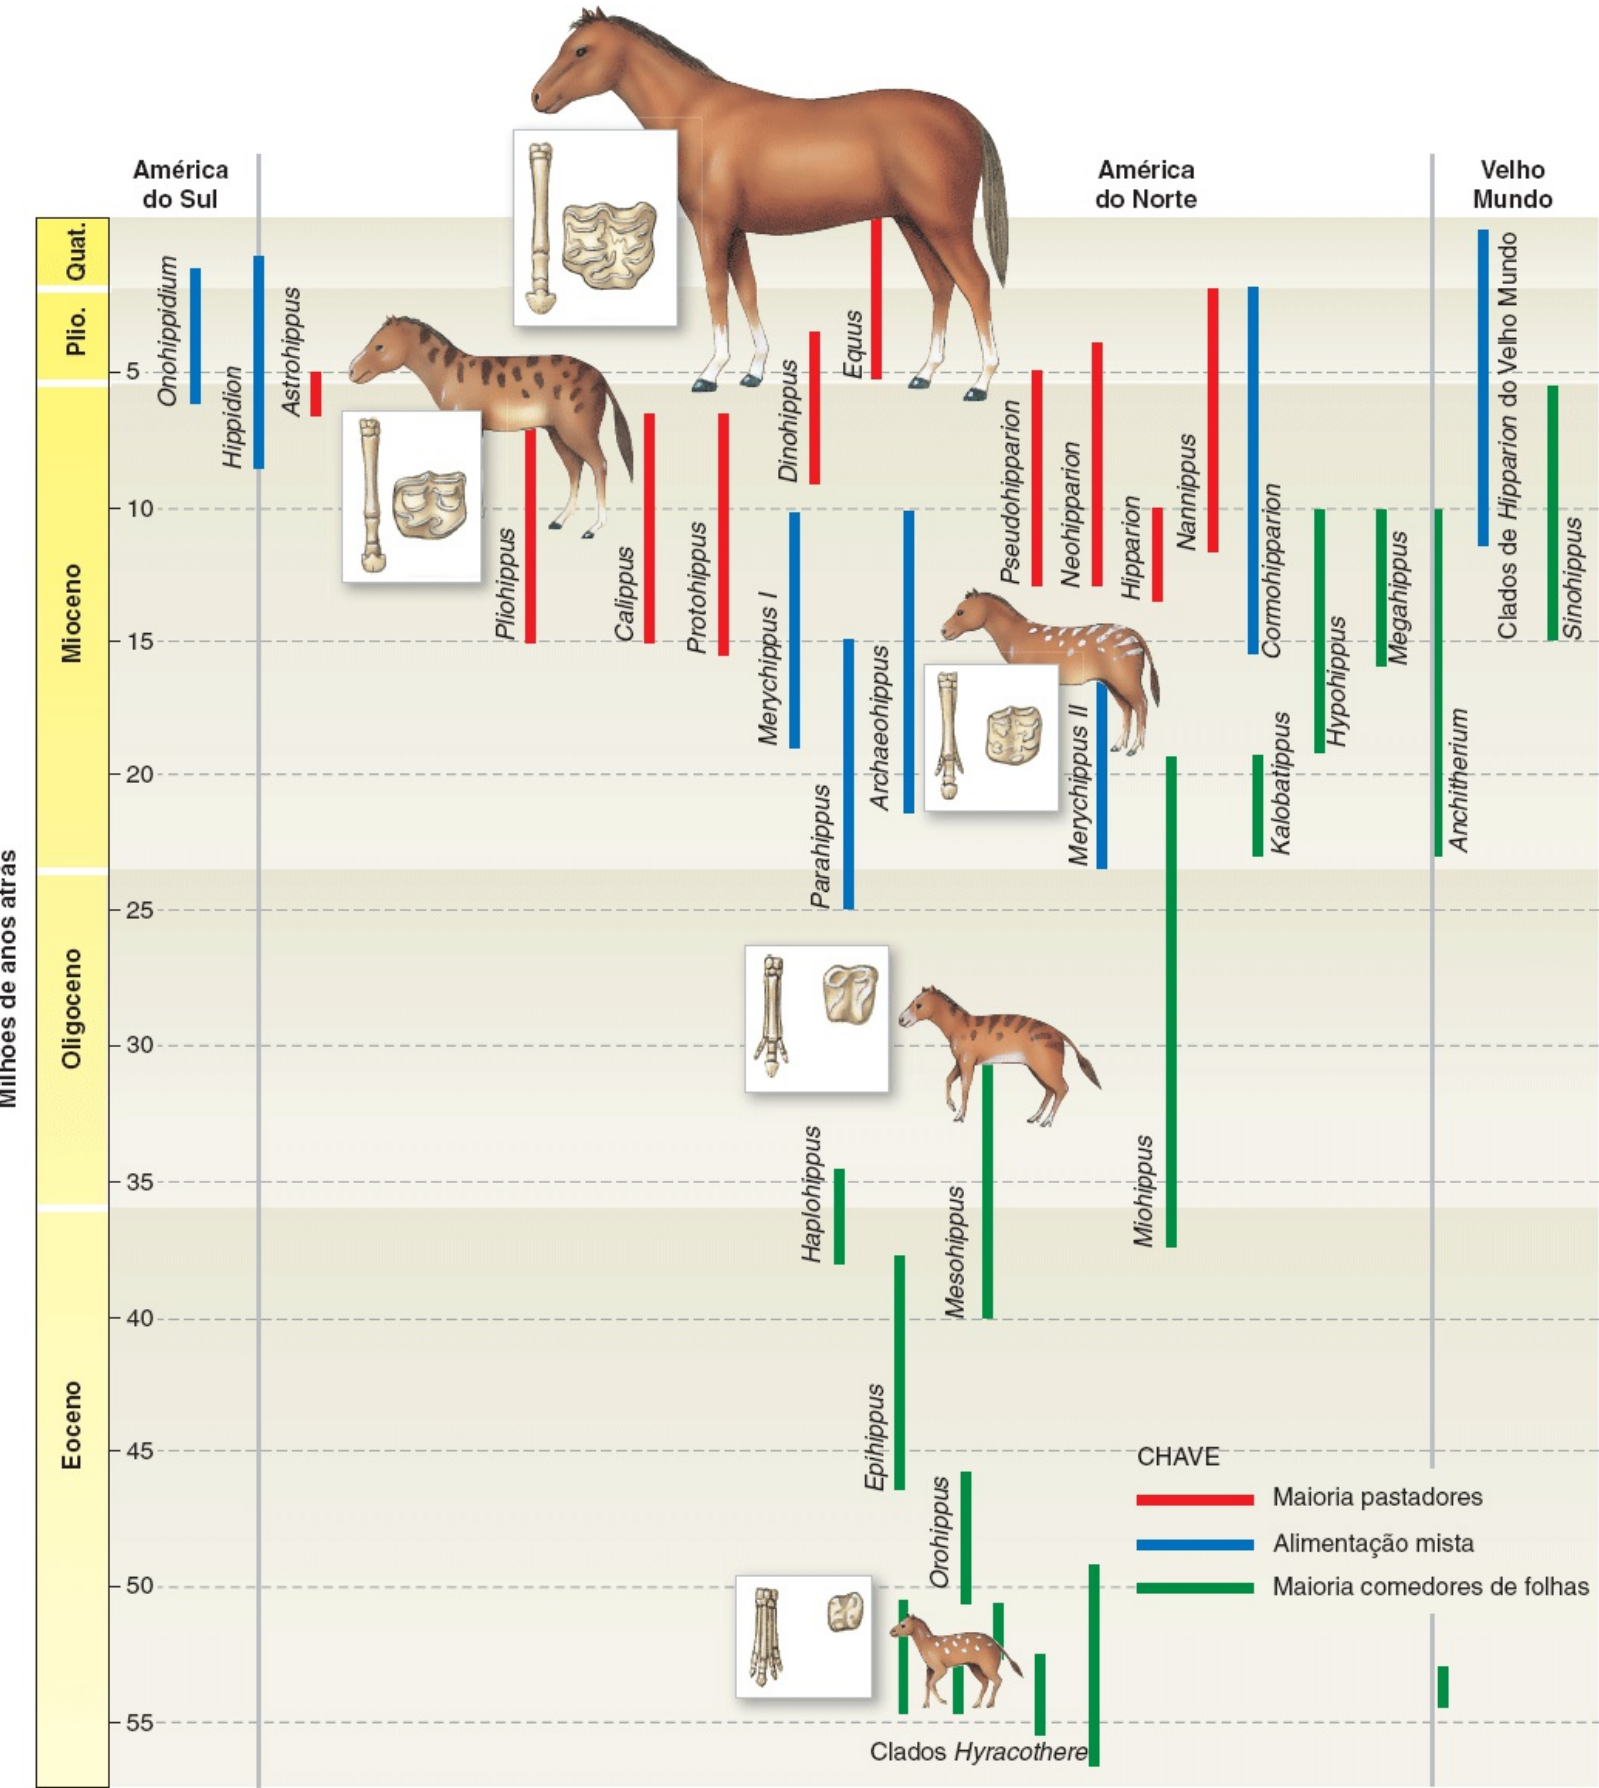 América
do Sul
América
do Norte
Velho
Mundo
Milhões de anos atrás
Quat.
Plio.
Mioceno
Oligoceno
Eoceno
5
10
15
20
25
30
35
40
45
50
55
Onohippidium
Hippidion
Astrohippus
Pliohippus
Calippus
Protohippus
Dinohippus
Equus
Merychippus I
Parahippus
Archaeohippus
Pseudohipparion
Neohipparion
Hipparion
Nannippus
Cormohipparion
Merychippus II
Kalobatippus
Hypohippus
Megahippus
Anchitherium
Clados de Hipparion do Velho Mundo
Sinohippus
Haplohippus
Mesohippus
Miohippus
Epihippus
Orohippus
Clados Hyracothere
CHAVE
Maioria pastadores
Alimentação mista
Maioria comedores de folhas